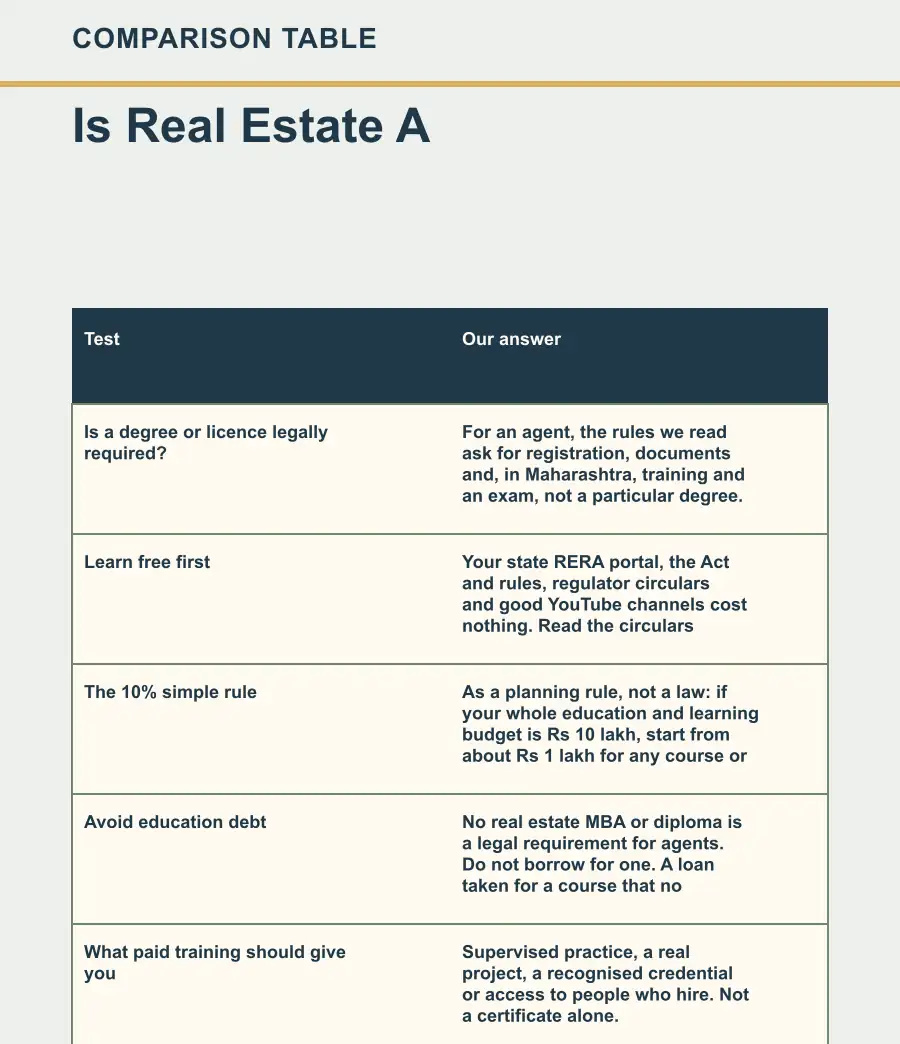 COMPARISON TABLE
Is Real Estate A
Test
Our answer
Is a degree or licence legally
required?
For an agent, the rules we read
ask for registration, documents
and, in Maharashtra, training and
an exam, not a particular degree.
Learn free first
Your state RERA portal, the Act
and rules, regulator circulars
and good YouTube channels cost
nothing. Read the circulars
The 10% simple rule
As a planning rule, not a law: if
your whole education and learning
budget is Rs 10 lakh, start from
about Rs 1 lakh for any course or
Avoid education debt
No real estate MBA or diploma is
a legal requirement for agents.
Do not borrow for one. A loan
taken for a course that no
What paid training should give
you
Supervised practice, a real
project, a recognised credential
or access to people who hire. Not
a certificate alone.